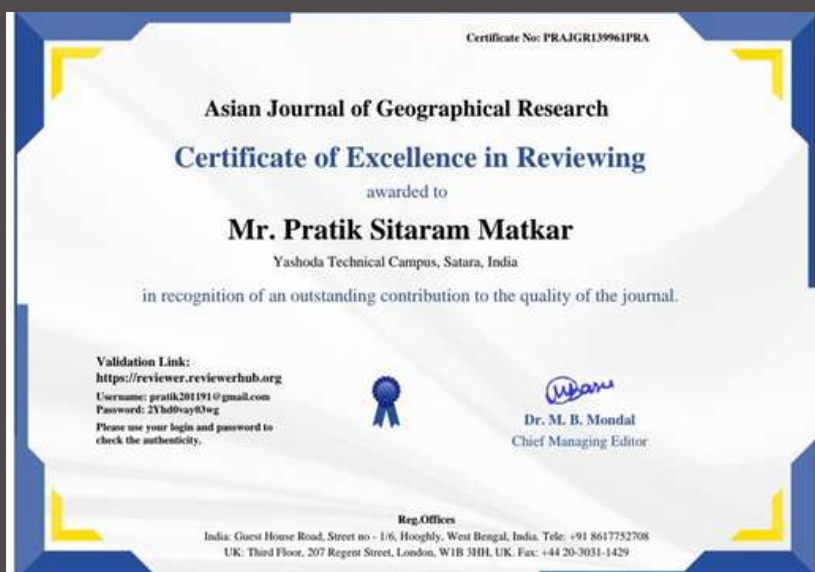 Certificate No: PRAJGR139961PRA
Asian Journal of Geographical Research
Certificate of Excellence in Reviewing
awarded to
Mr. Pratik Sitaram Matkar
Yashoda Technical Campus, Satara, India
in recognition of an outstanding contribution to the quality of the journal.
Validation Link:
https://reviewer.reviewerhub.org
Username: pratik201191@gmail.com
Password: 2Yhd0vay03wg
Please use your login and password to
check the authenticity.
Dr. M. B. Mondal
Chief Managing Editor
Reg.Offices
India: Guest House Road, Street no - 1/6, Hooghly, West Bengal, India. Tele: +91 8617752708
UK: Third Floor, 207 Regent Street, London, W1B 3HH, UK. Fax: +44 20-3031-1429